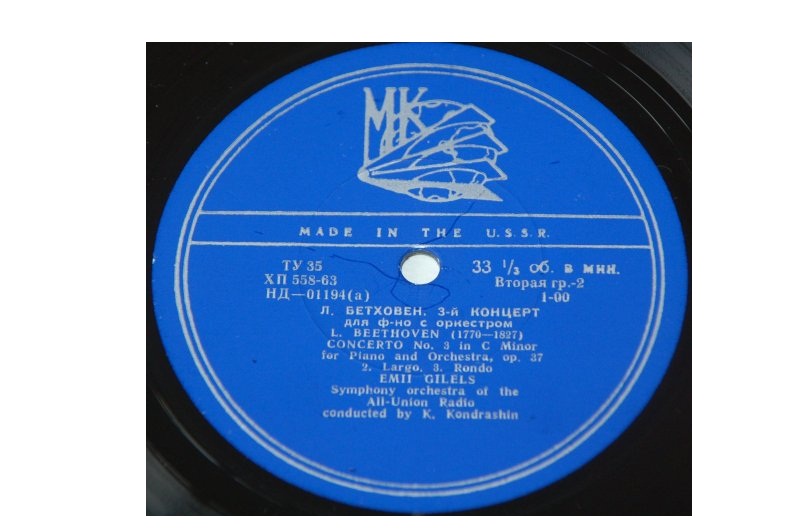 МК
MADE IN THE U.S.S.R.
ТУ 35
ХП 558-63
НД—01194(а)
33 1/3 об. в мин.
Вторая гр.-2
1-00
Л. БЕТХОВЕН. 3-й КОНЦЕРТ
для ф-но с оркестром
L. BEETHOVEN (1770—1827)
CONCERTO No. 3 in C Minor
for Piano and Orchestra, op. 37
2. Largo. 3. Rondo
EMIL GILELS
Symphony orchestra of the
All-Union Radio
conducted by K. Kondrashin